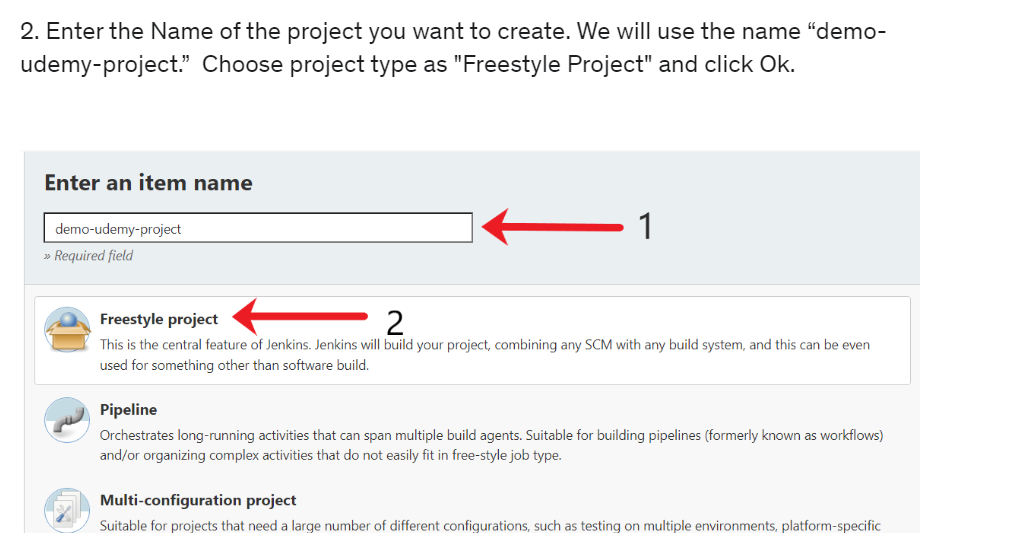 2. Enter the Name of the project you want to create. We will use the name “demo-
udemy-project.” Choose project type as "Freestyle Project" and click Ok.
Enter an item name
demo-udemy-project
1
» Required field
Freestyle project
2
This is the central feature of Jenkins. Jenkins will build your project, combining any SCM with any build system, and this can be even
used for something other than software build.
Pipeline
Orchestrates long-running activities that can span multiple build agents. Suitable for building pipelines (formerly known as workflows)
and/or organizing complex activities that do not easily fit in free-style job type.
Multi-configuration project
Suitable for projects that need a large number of different configurations, such as testing on multiple environments, platform-specific